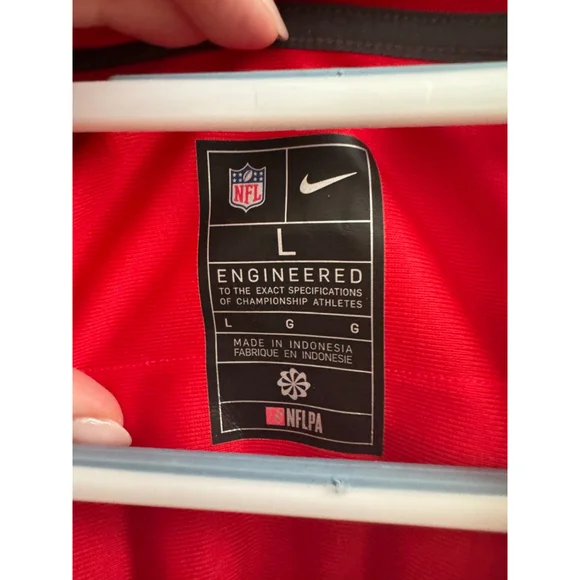 NFL
L
ENGINEERED
TO THE EXACT SPECIFICATIONS
OF CHAMPIONSHIP ATHLETES
L G G
MADE IN INDONESIA
FABRIQUE EN INDONESIE
NFLPA